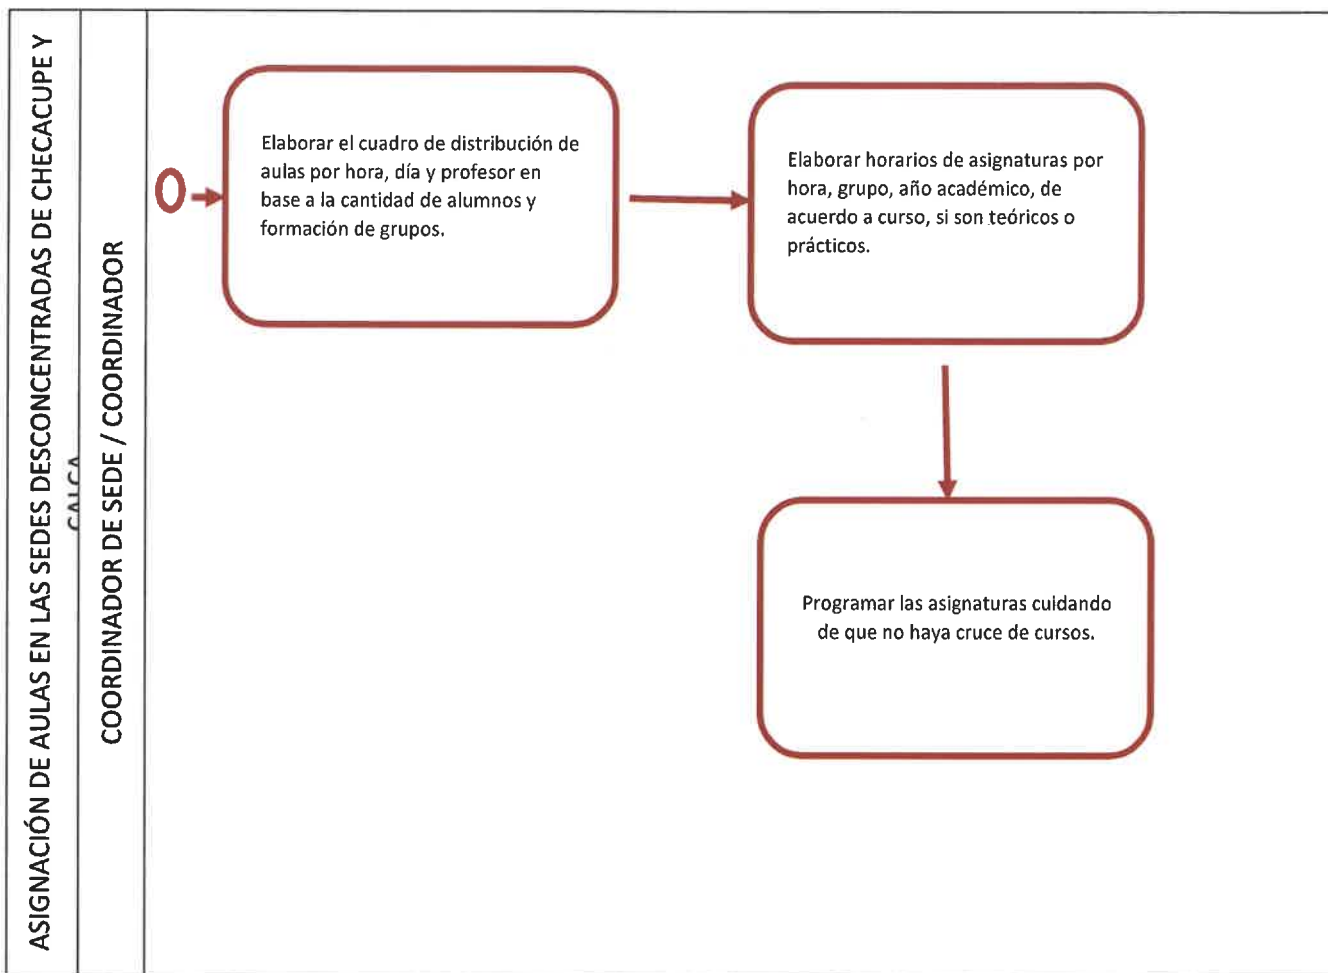 ASIGNACIÓN DE AULAS EN LAS SEDES DESCONCENTRADAS DE CHECACUPE Y
COORDINADOR DE SEDE / COORDINADOR
Elaborar el cuadro de distribución de
aulas por hora, día y profesor en
base a la cantidad de alumnos y
formación de grupos.
Elaborar horarios de asignaturas por
hora, grupo, año académico, de
acuerdo a curso, si son teóricos o
prácticos.
Programar las asignaturas cuidando
de que no haya cruce de cursos.